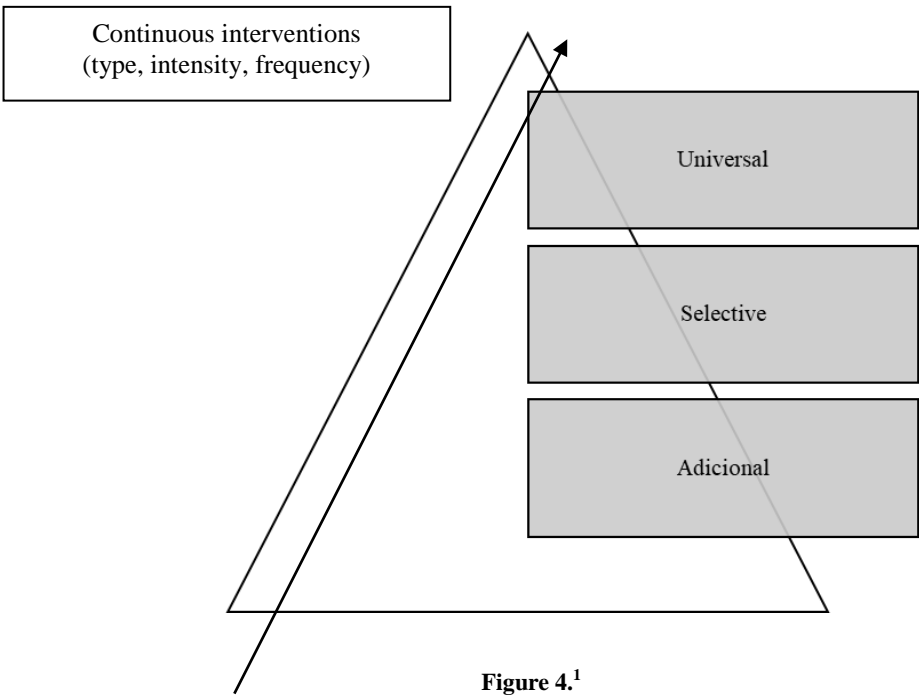 Continuous interventions
(type, intensity, frequency)
Universal
Selective
Adicional
Figure 4.1